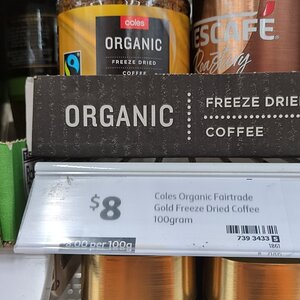 coles
ORGANIC
FREEZE DRIED
COFFEE
ESCAFÉ
ORGANIC
FREEZE DRIE
COFFEE
$8
Coles Organic Fairtrade
Gold Freeze Dried Coffee
100gram
8.00 per 100g
739 3433 S